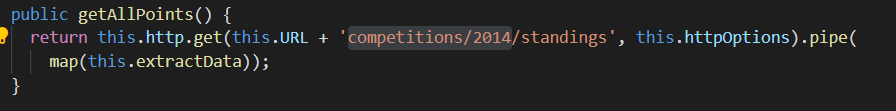 public getAllPoints() {
return this.http.get(this.URL + 'competitions/2014/standings', this.httpOptions).pipe(
map(this.extractData));
}